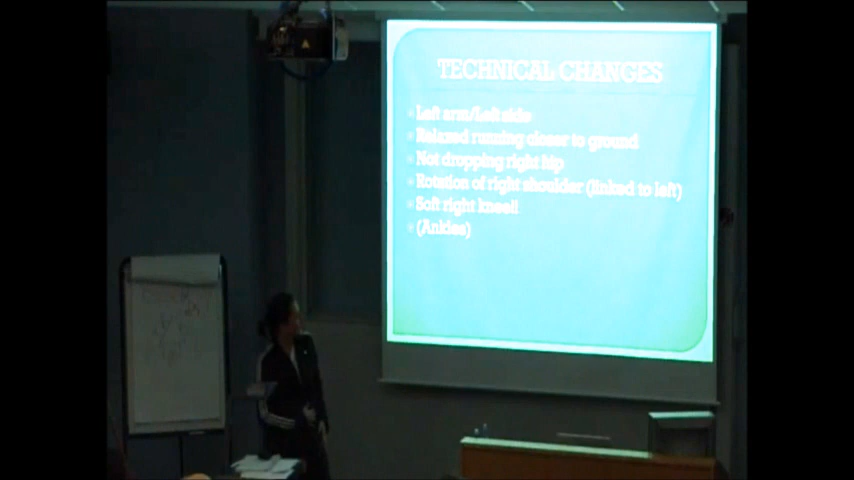 TECHNICAL CHANGES
Left arm/Left side
Relaxed running closer to ground
Not dropping right hip
Rotation of right shoulder (linked to left)
Soft right knee!!
(Ankles)